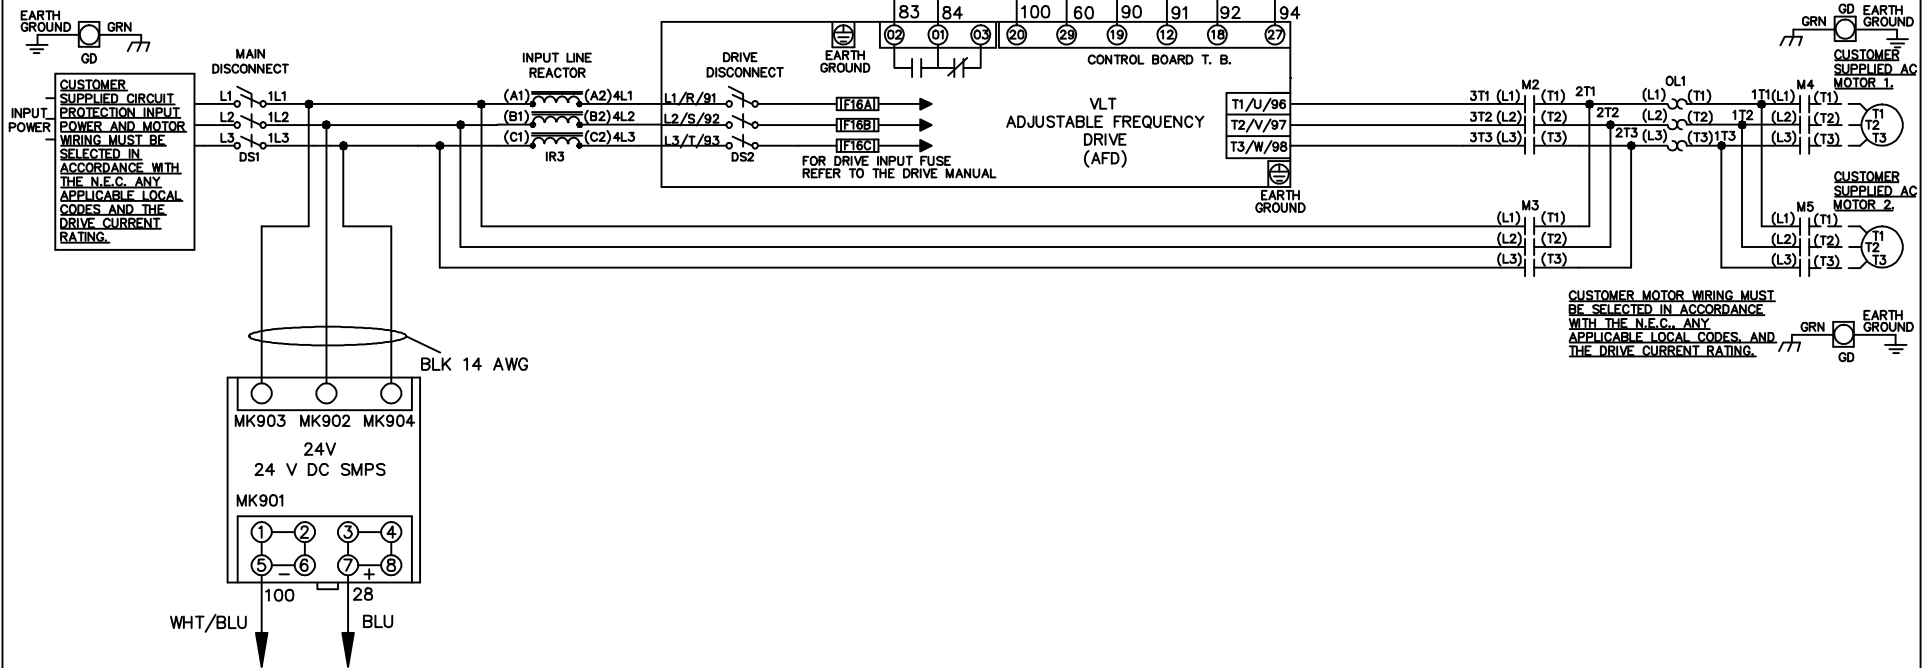 EARTH
GROUND
GRN
GD
83
84
100
60
90
91
92
94
GD
EARTH
GROUND
GRN
02
01
03
20
29
19
12
18
27
CONTROL BOARD T. B.
EARTH
GROUND
MAIN
DISCONNECT
INPUT LINE
REACTOR
DRIVE
DISCONNECT
CUSTOMER
SUPPLIED AC
MOTOR 1.
INPUT
POWER
CUSTOMER
SUPPLIED CIRCUIT
PROTECTION INPUT
POWER AND MOTOR
WIRING MUST BE
SELECTED IN
ACCORDANCE WITH
THE N.E.C. ANY
APPLICABLE LOCAL
CODES AND THE
DRIVE CURRENT
RATING.
L1 1L1
L2 1L2
L3 1L3
DS1
(A1) (A2)4L1
(B1) (B2)4L2
(C1) (C2)4L3
IR3
L1/R/91
L2/S/92
L3/T/93
DS2
F16A
F16B
F16C
FOR DRIVE INPUT FUSE
REFER TO THE DRIVE MANUAL
VLT
ADJUSTABLE FREQUENCY
DRIVE
(AFD)
T1/U/96
T2/V/97
T3/W/98
EARTH
GROUND
M2
3T1 (L1) (T1) 2T1
3T2 (L2) (T2) 2T2
3T3 (L3) (T3) 2T3
OL1
(L1) (T1) 1T1
(L2) (T2) 1T2
(L3) (T3) 1T3
M4
(L1) (T1)
(L2) (T2)
(L3) (T3)
T1
T2
T3
CUSTOMER
SUPPLIED AC
MOTOR 2.
M3
(L1) (T1)
(L2) (T2)
(L3) (T3)
M5
(L1) (T1)
(L2) (T2)
(L3) (T3)
T1
T2
T3
CUSTOMER MOTOR WIRING MUST
BE SELECTED IN ACCORDANCE
WITH THE N.E.C., ANY
APPLICABLE LOCAL CODES, AND
THE DRIVE CURRENT RATING.
GRN
GD
EARTH
GROUND
BLK 14 AWG
MK903 MK902 MK904
24V
24 V DC SMPS
MK901
1 2 3 4
5 6 7 8
− +
100
28
WHT/BLU
BLU